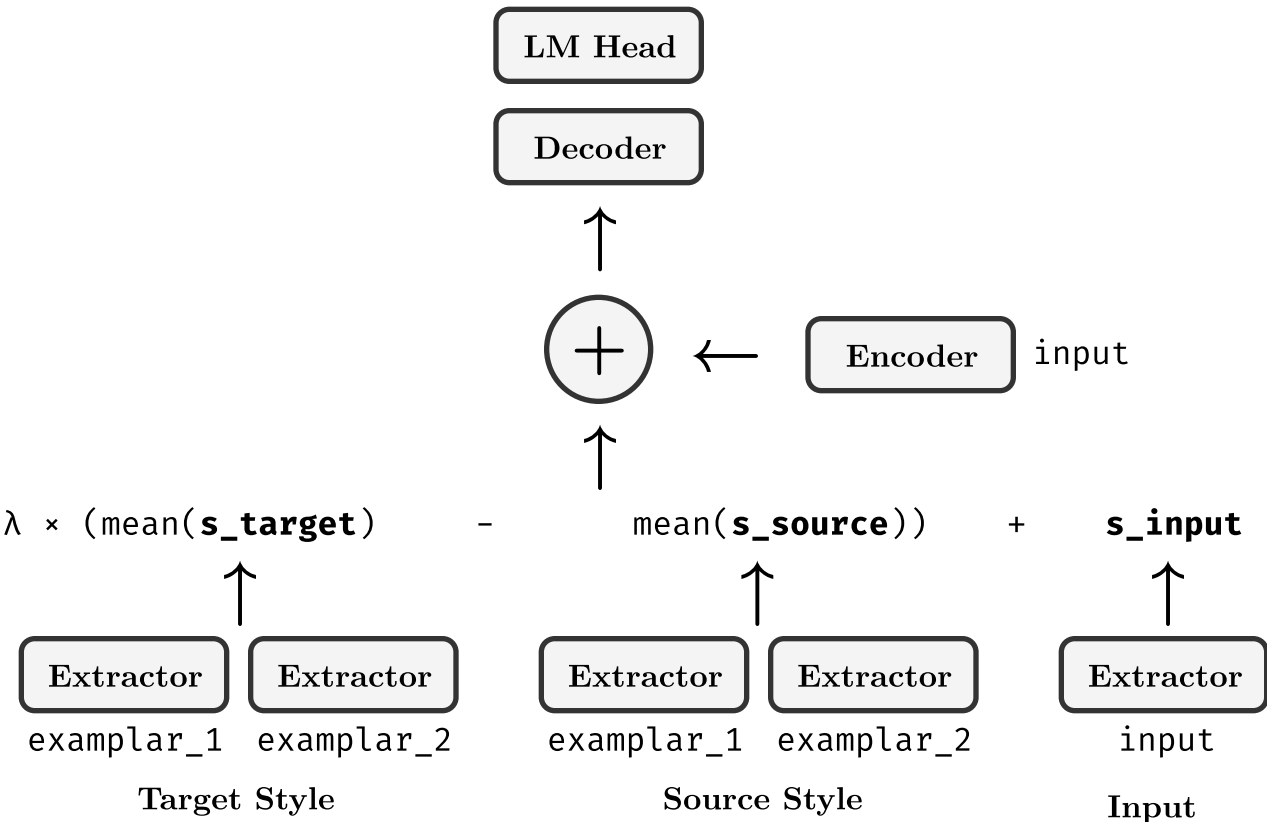 LM Head
Decoder
+
Encoder input
λ × (mean(s_target) - mean(s_source)) + s_input
Extractor Extractor Extractor Extractor Extractor
examplar_1 examplar_2 examplar_1 examplar_2 input
Target Style Source Style Input